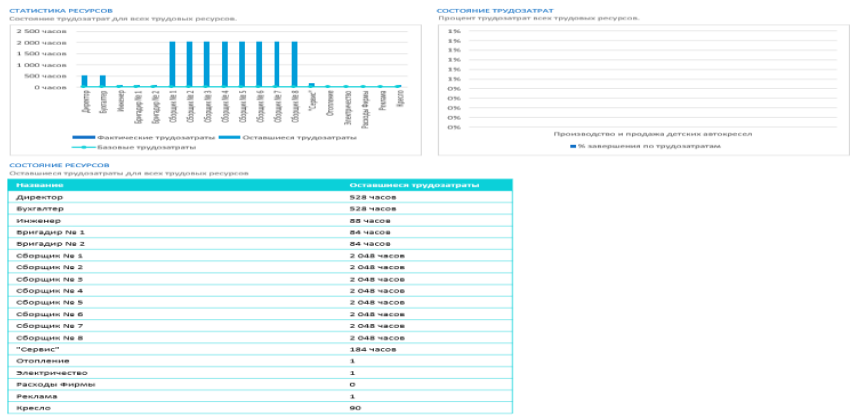 СТАТИСТИКА РЕСУРСОВ
Состояние трудозатрат для всех трудовых ресурсов.
2 500 часов
2 000 часов
1 500 часов
1 000 часов
500 часов
0 часов
Директор
Бухгалтер
Инженер
Бригадир № 1
Бригадир № 2
Сборщик № 1
Сборщик № 2
Сборщик № 3
Сборщик № 4
Сборщик № 5
Сборщик № 6
Сборщик № 7
Сборщик № 8
"Сервис"
Отопление
Электричество
Расходы Фирмы
Реклама
Кресло
Фактические трудозатраты Оставшиеся трудозатраты
Базовые трудозатраты
СОСТОЯНИЕ ТРУДОЗАТРАТ
Процент трудозатрат всех трудовых ресурсов.
1%
1%
1%
1%
1%
1%
0%
0%
0%
0%
0%
Производство и продажа детских автокресел
% завершения по трудозатратам
СОСТОЯНИЕ РЕСУРСОВ
Оставшиеся трудозатраты для всех трудовых ресурсов
Название Оставшиеся трудозатраты
Директор 528 часов
Бухгалтер 528 часов
Инженер 88 часов
Бригадир № 1 84 часов
Бригадир № 2 84 часов
Сборщик № 1 2 048 часов
Сборщик № 2 2 048 часов
Сборщик № 3 2 048 часов
Сборщик № 4 2 048 часов
Сборщик № 5 2 048 часов
Сборщик № 6 2 048 часов
Сборщик № 7 2 048 часов
Сборщик № 8 2 048 часов
"Сервис" 184 часов
Отопление 1
Электричество 1
Расходы Фирмы 0
Реклама 1
Кресло 90